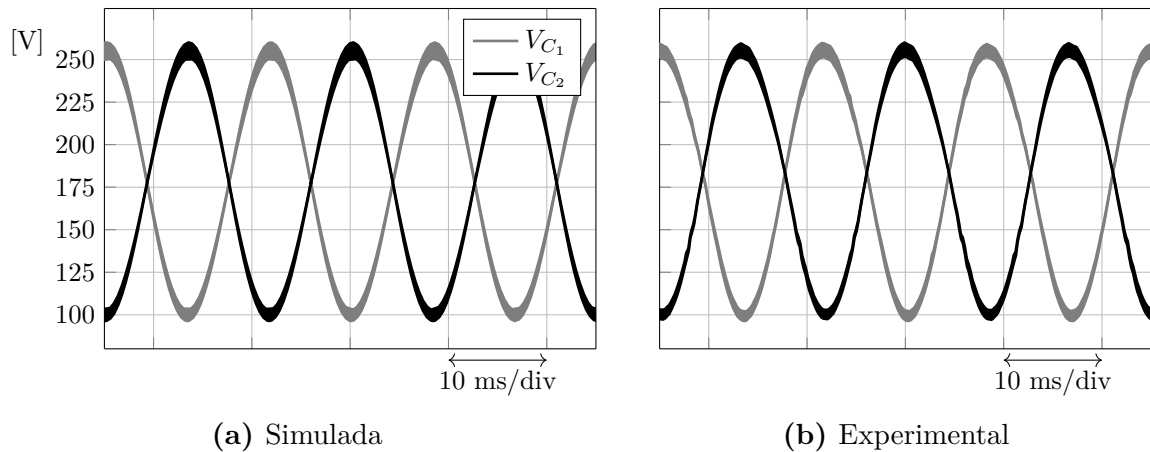 [V]
250
225
200
175
150
125
100
V_{C_1}
V_{C_2}
10 ms/div
10 ms/div
(a) Simulada
(b) Experimental